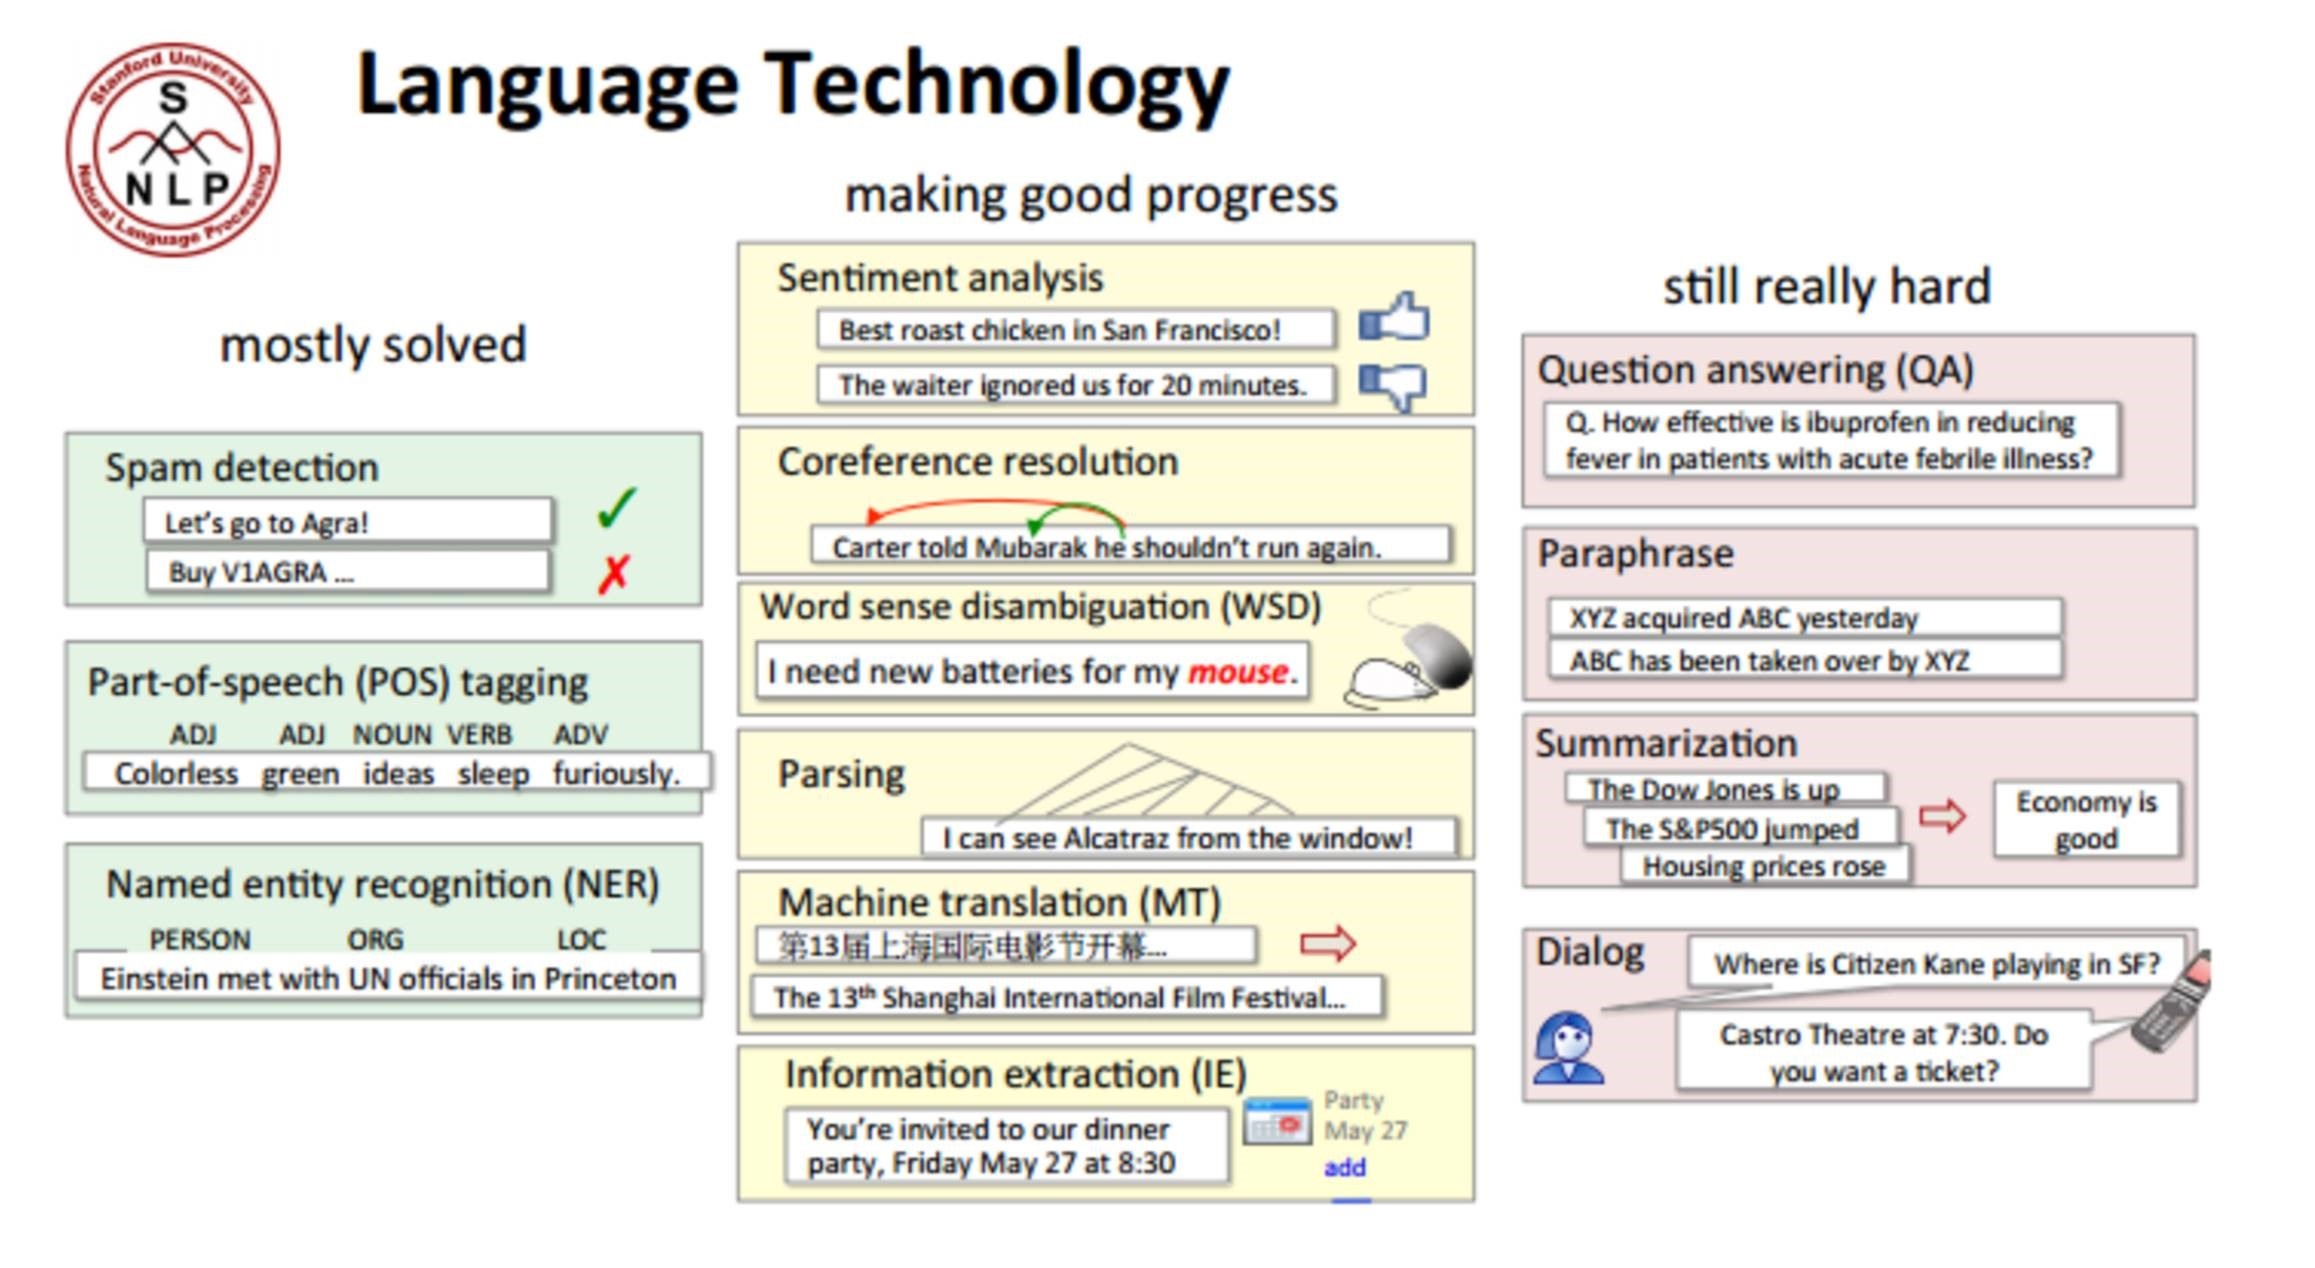 Stanford University
S
NLP
Natural Language Processing
Language Technology
mostly solved
Spam detection
Let's go to Agra!
Buy V1AGRA ...
Part-of-speech (POS) tagging
ADJ ADJ NOUN VERB ADV
Colorless green ideas sleep furiously.
Named entity recognition (NER)
PERSON ORG LOC
Einstein met with UN officials in Princeton
making good progress
Sentiment analysis
Best roast chicken in San Francisco!
The waiter ignored us for 20 minutes.
Coreference resolution
Carter told Mubarak he shouldn't run again.
Word sense disambiguation (WSD)
I need new batteries for my mouse.
Parsing
I can see Alcatraz from the window!
Machine translation (MT)
第13届上海国际电影节开幕...
The 13th Shanghai International Film Festival...
Information extraction (IE)
You're invited to our dinner
party, Friday May 27 at 8:30
Party
May 27
add
still really hard
Question answering (QA)
Q. How effective is ibuprofen in reducing
fever in patients with acute febrile illness?
Paraphrase
XYZ acquired ABC yesterday
ABC has been taken over by XYZ
Summarization
The Dow Jones is up
The S&P500 jumped
Housing prices rose
Economy is
good
Dialog
Where is Citizen Kane playing in SF?
Castro Theatre at 7:30. Do
you want a ticket?